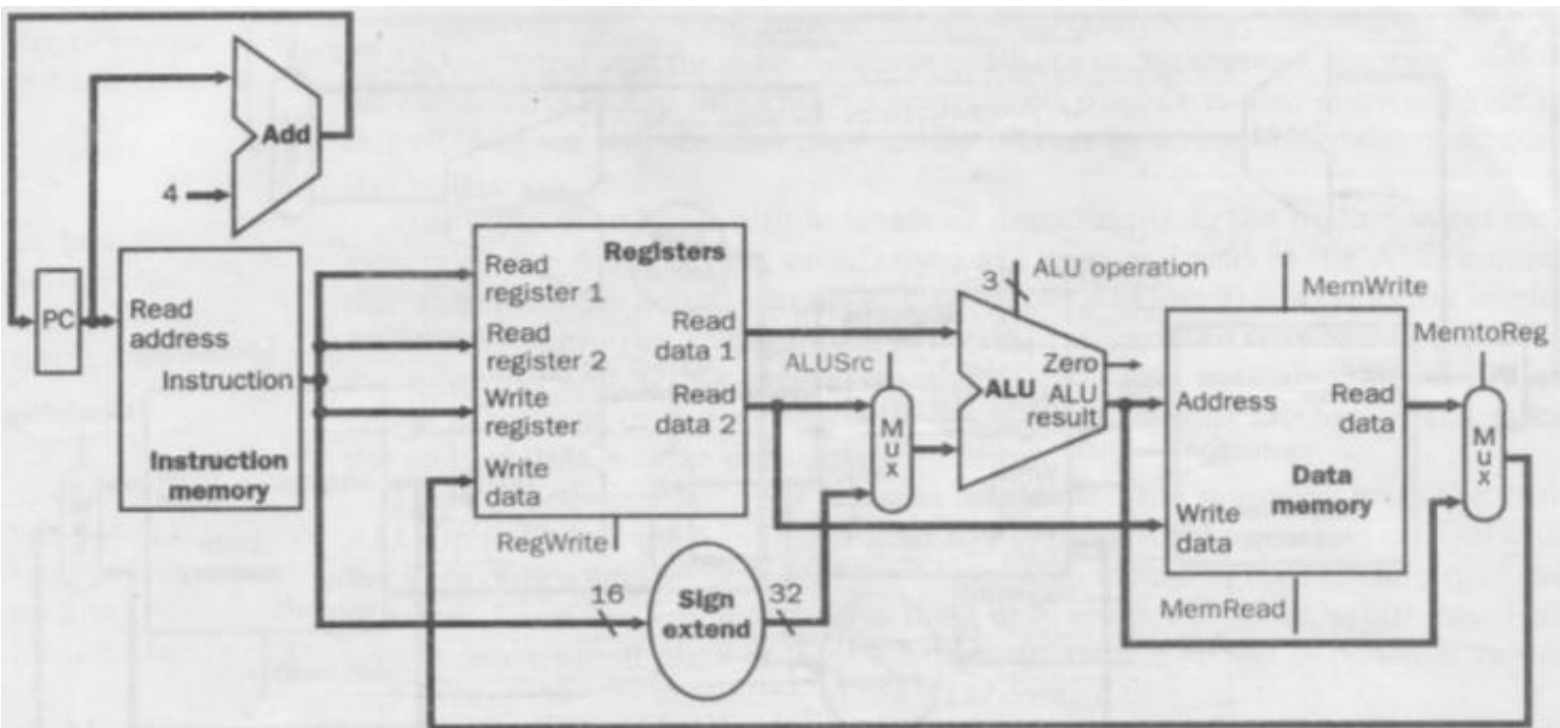 Add
4
PC
Read
address
Instruction
Instruction
memory
Registers
Read
register 1
Read
register 2
Write
register
Write
data
Read
data 1
Read
data 2
RegWrite
16
Sign
extend
32
ALUSrc
M
u
x
3
ALU operation
Zero
ALU
ALU
result
MemWrite
Address
Read
data
Data
memory
Write
data
MemRead
MemtoReg
M
u
x